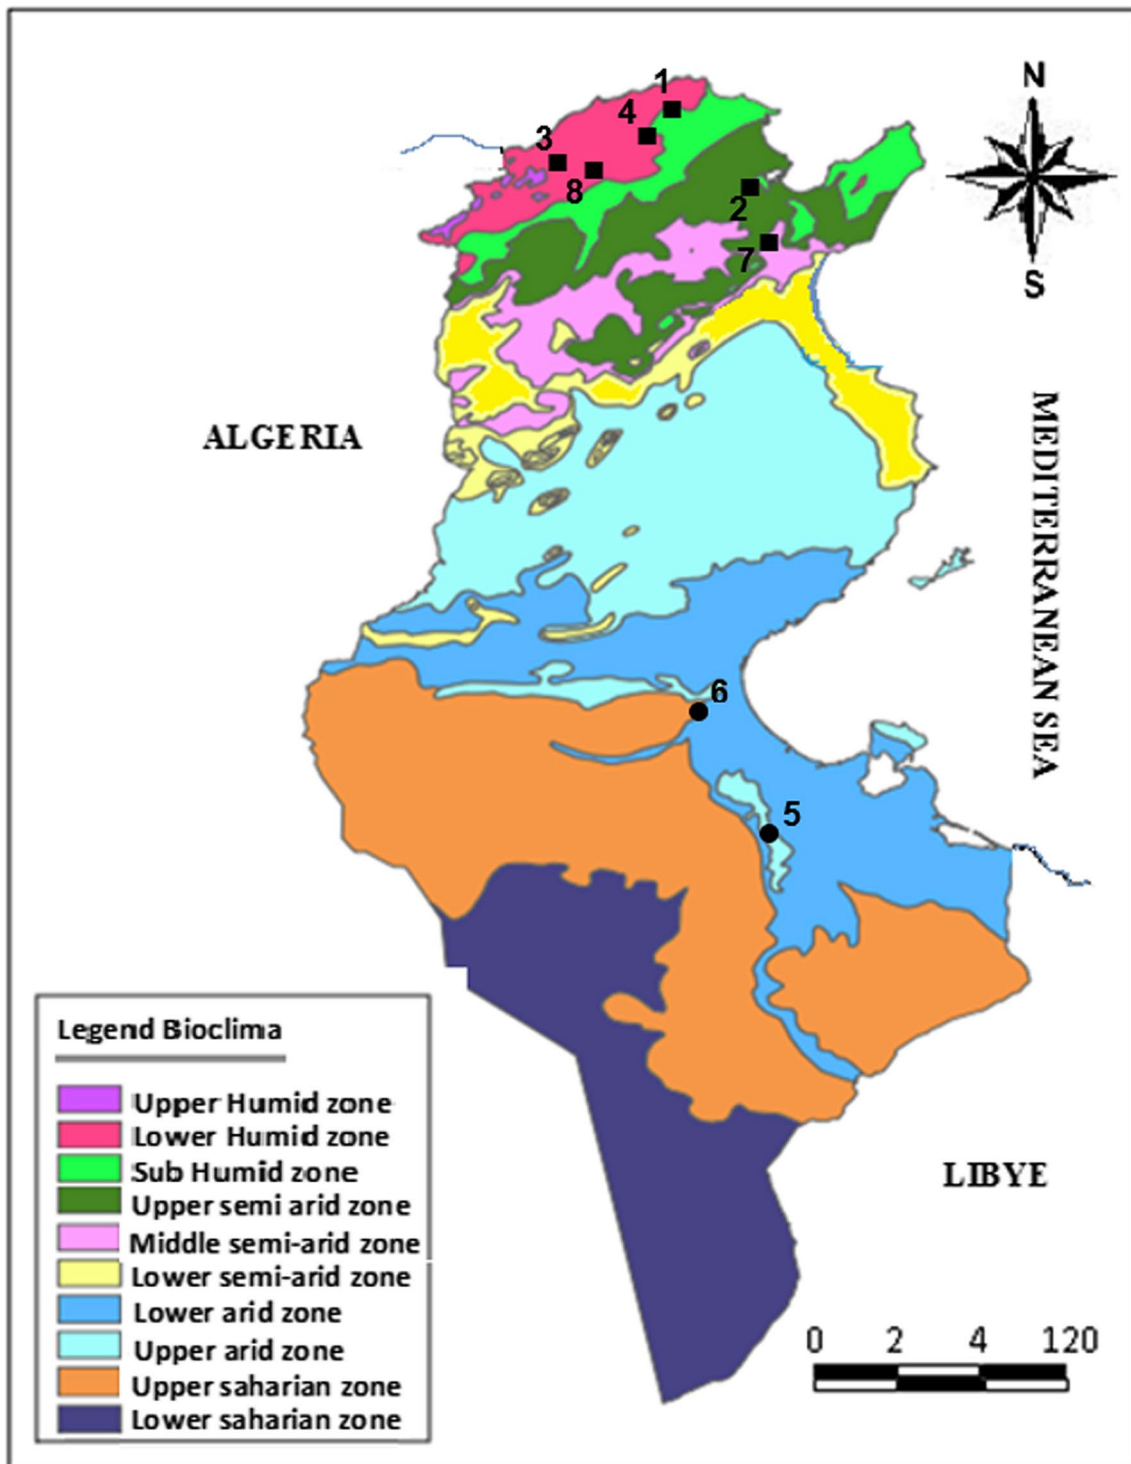 N
S
1
4
3
8
2
7
ALGERIA
MEDITERRANEAN SEA
6
5
LIBYE
Legend Bioclima
Upper Humid zone
Lower Humid zone
Sub Humid zone
Upper semi arid zone
Middle semi-arid zone
Lower semi-arid zone
Lower arid zone
Upper arid zone
Upper saharian zone
Lower saharian zone
0 2 4 120